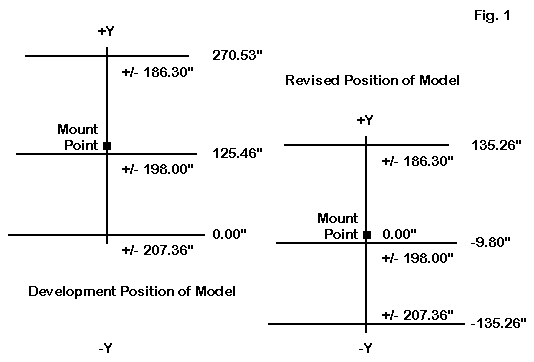 Fig. 1
+Y
270.53"
+/- 186.30"
Mount
Point
125.46"
+/- 198.00"
0.00"
+/- 207.36"
Development Position of Model
-Y
Revised Position of Model
+Y
135.26"
+/- 186.30"
Mount
Point
0.00"
-9.80"
+/- 198.00"
+/- 207.36"
-135.26"
-Y